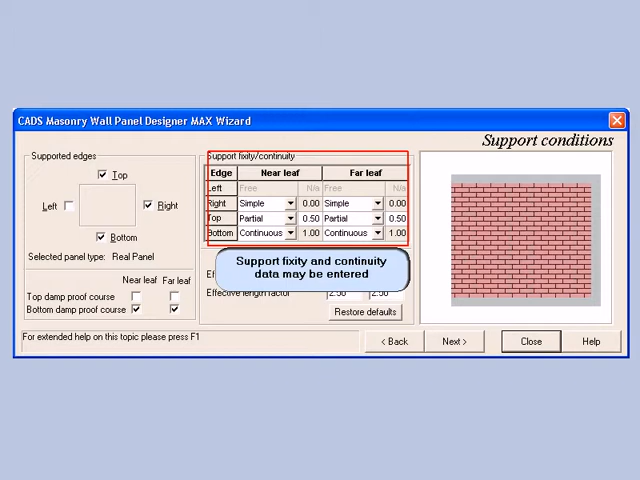 CADS Masonry Wall Panel Designer MAX Wizard
Support conditions
Supported edges
Top
Left
Right
Bottom
Selected panel type: Real Panel
Near leaf Far leaf
Top damp proof course
Bottom damp proof course
Support fixity/continuity
Edge Near leaf Far leaf
Left Free N/a Free N/a
Right Simple 0.00 Simple 0.00
Top Partial 0.50 Partial 0.50
Bottom Continuous 1.00 Continuous 1.00
Support fixity and continuity
data may be entered
Effective length factor 2.50 2.50
Restore defaults
For extended help on this topic please press F1
< Back
Next >
Close
Help